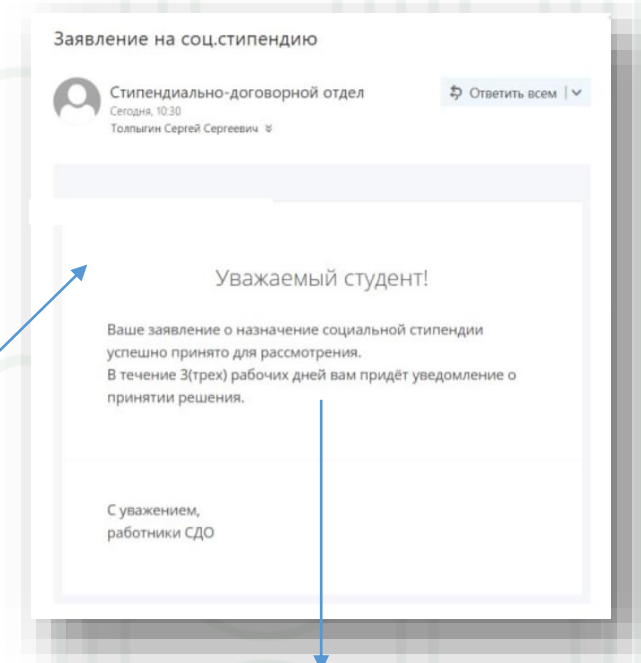 Заявление на соц.стипендию
Стипендиально-договорной отдел
Ответить всем
Сегодня, 10:30
Толпыгин Сергей Сергеевич
Уважаемый студент!
Ваше заявление о назначение социальной стипендии
успешно принято для рассмотрения.
В течение 3(трех) рабочих дней вам придёт уведомление о
принятии решения.
С уважением,
работники СДО